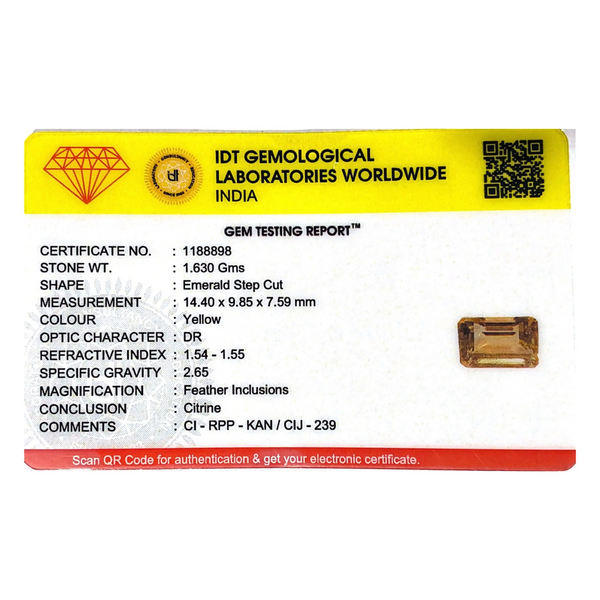 IDT GEMOLOGICAL
LABORATORIES WORLDWIDE
INDIA
GEM TESTING REPORT™
CERTIFICATE NO. : 1188898
STONE WT. : 1.630 Gms
SHAPE : Emerald Step Cut
MEASUREMENT : 14.40 x 9.85 x 7.59 mm
COLOUR : Yellow
OPTIC CHARACTER : DR
REFRACTIVE INDEX : 1.54 - 1.55
SPECIFIC GRAVITY : 2.65
MAGNIFICATION : Feather Inclusions
CONCLUSION : Citrine
COMMENTS : CI - RPP - KAN / CIJ - 239
Scan QR Code for authentication & get your electronic certificate.